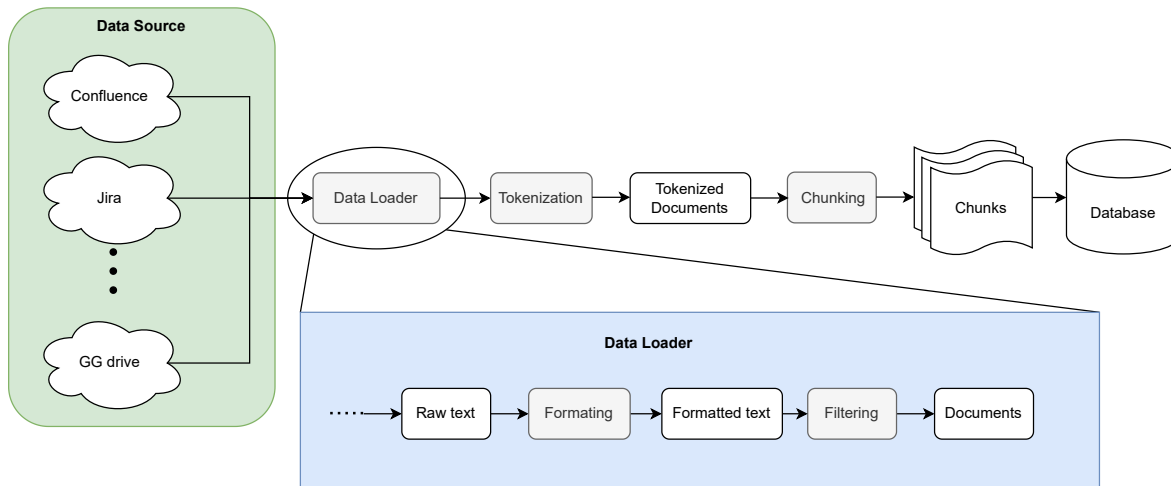 Data Source
Confluence
Jira
GG drive
Data Loader
Tokenization
Tokenized
Documents
Chunking
Chunks
Database
Data Loader
Raw text
Formating
Formatted text
Filtering
Documents